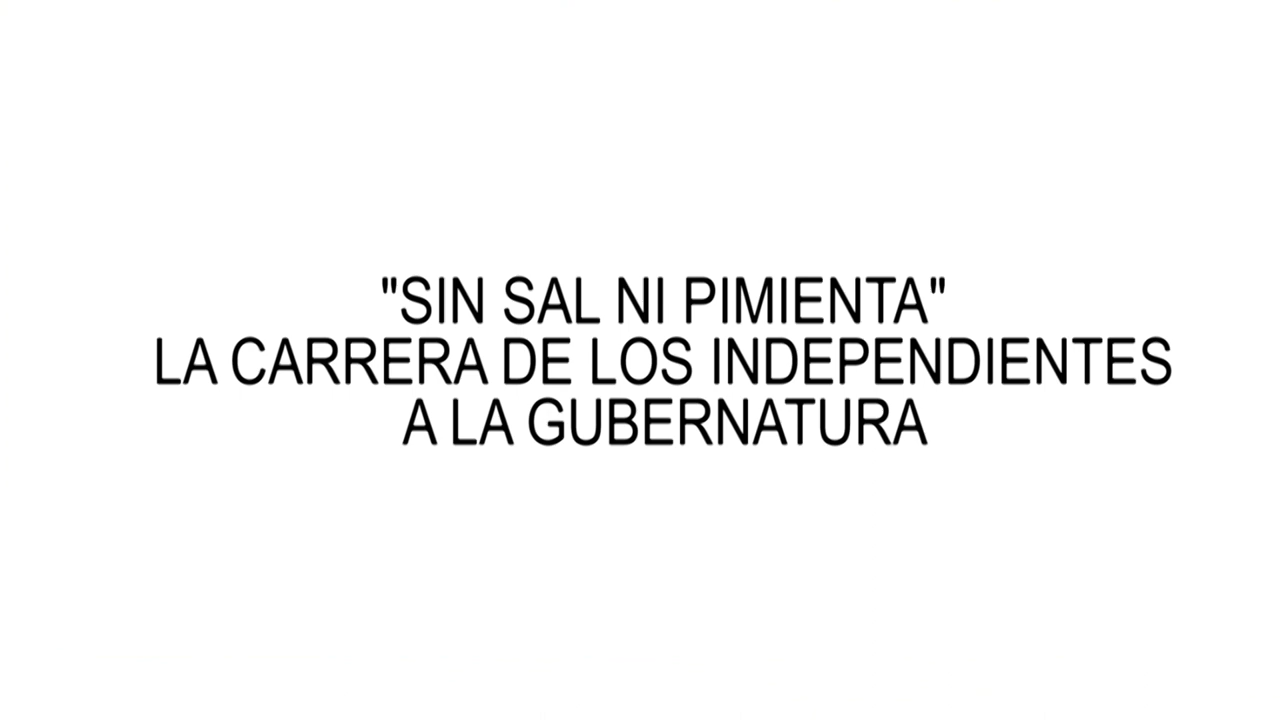 "SIN SAL NI PIMIENTA"
LA CARRERA DE LOS INDEPENDIENTES
A LA GUBERNATURA